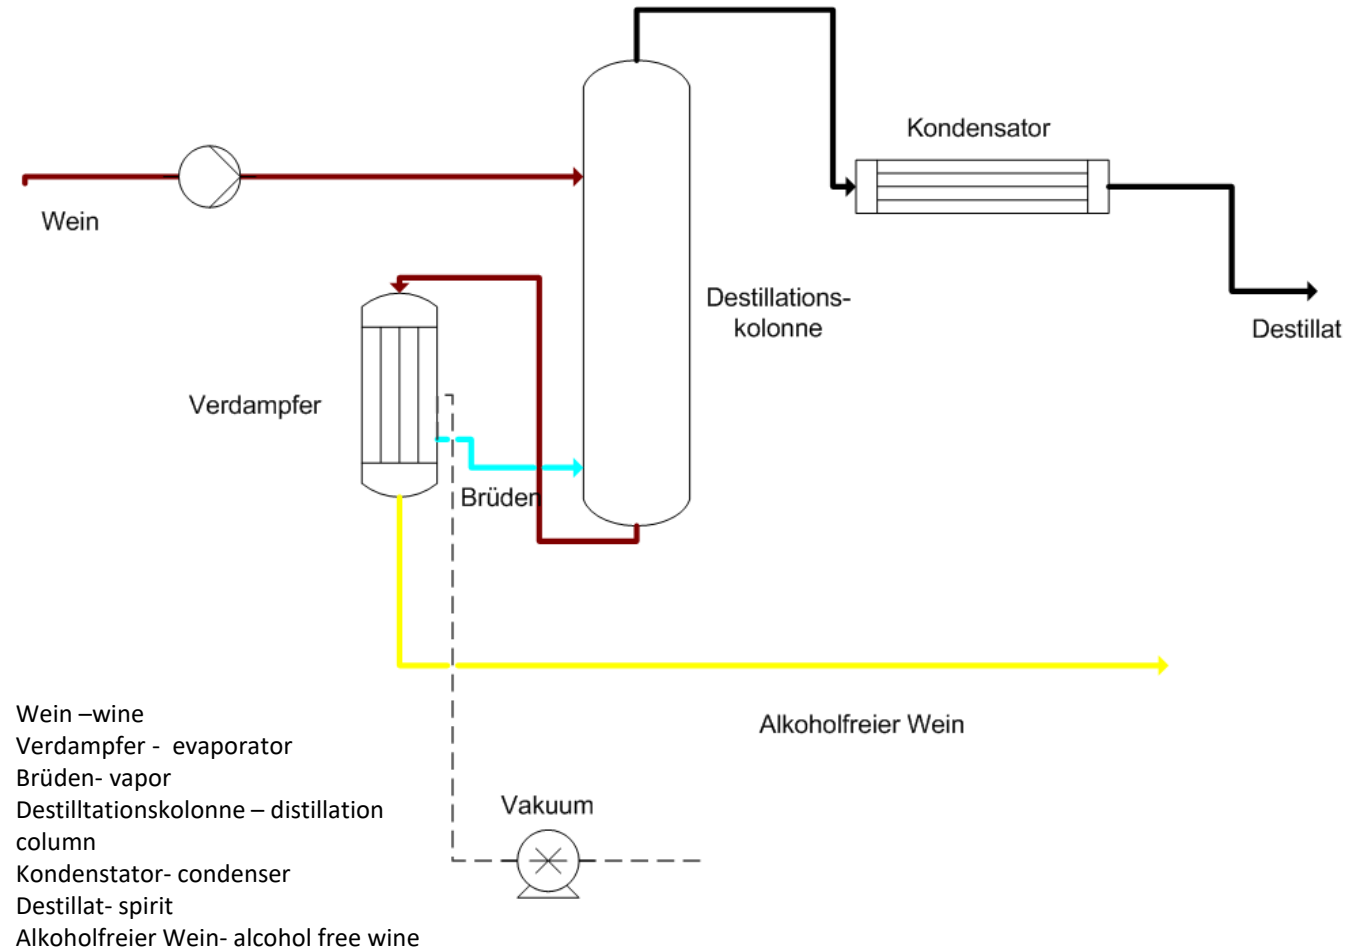 Kondensator
Wein
Destillations-
kolonne
Destillat
Verdampfer
Brüden
Alkoholfreier Wein
Vakuum
Wein –wine
Verdampfer -  evaporator
Brüden- vapor
Destilltationskolonne – distillation
column
Kondenstator- condenser
Destillat- spirit
Alkoholfreier Wein- alcohol free wine